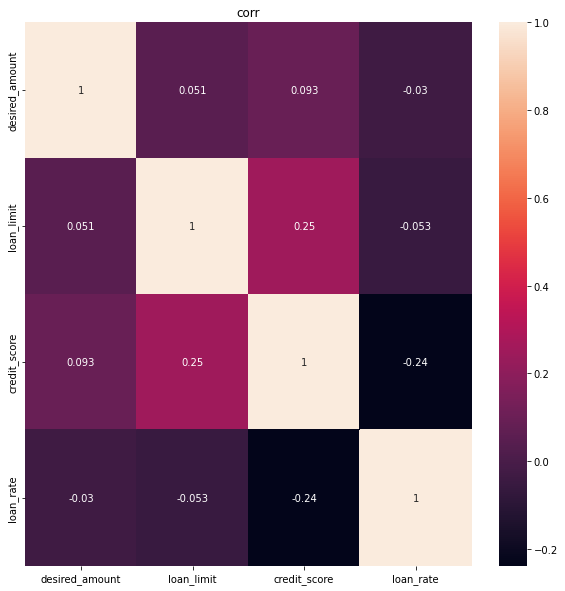 corr
desired_amount
1
0.051
0.093
-0.03
loan_limit
0.051
1
0.25
-0.053
credit_score
0.093
0.25
1
-0.24
loan_rate
-0.03
-0.053
-0.24
1
desired_amount
loan_limit
credit_score
loan_rate
1.0
0.8
0.6
0.4
0.2
0.0
−0.2